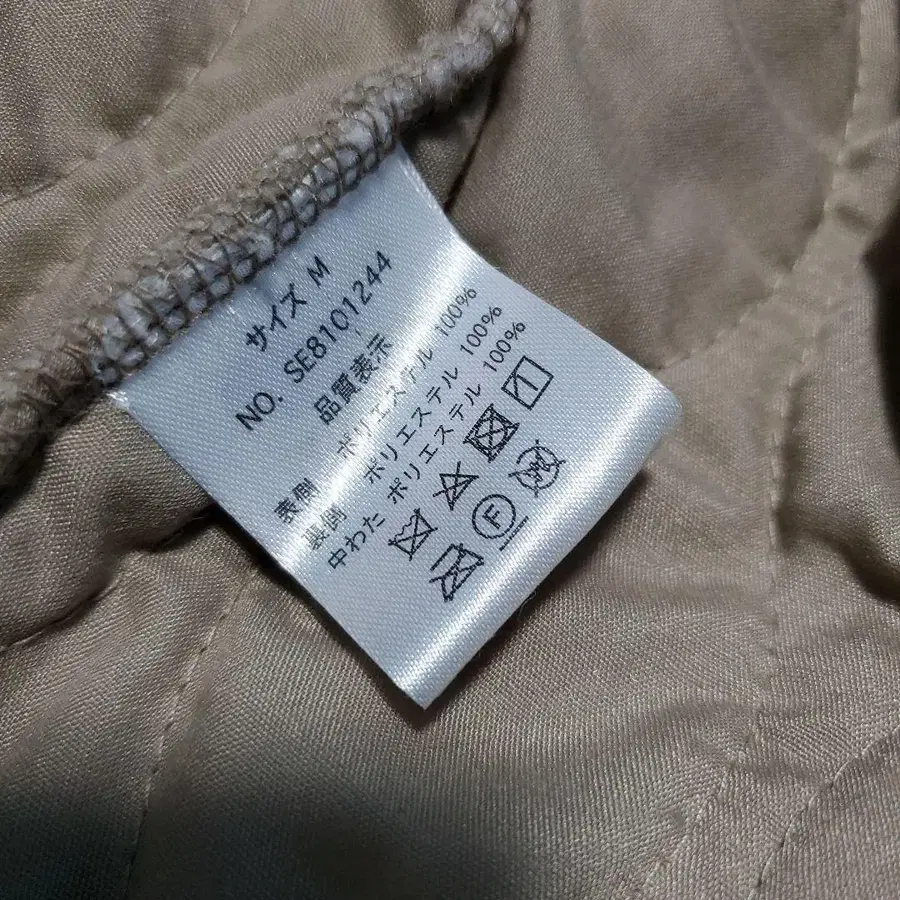 サイズ M
NO. SE8101244
品質表示
表側 ポリエステル 100%
裏側 ポリエステル 100%
中わた ポリエステル 100%
F